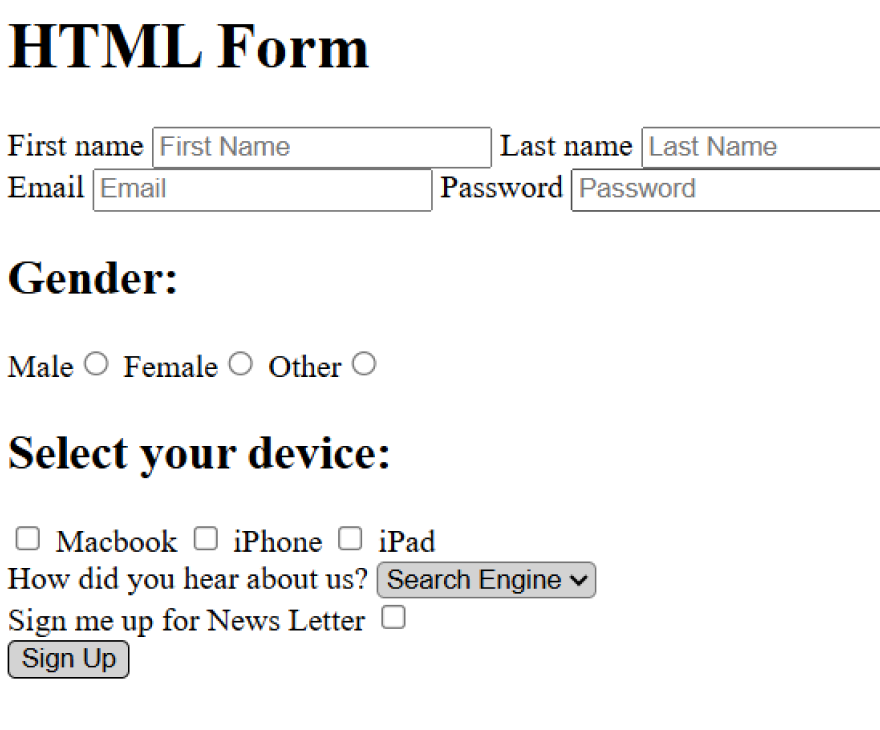 HTML Form
First name First Name Last name Last Name
Email Email Password Password
Gender:
Male Female Other
Select your device:
Macbook iPhone iPad
How did you hear about us? Search Engine
Sign me up for News Letter
Sign Up